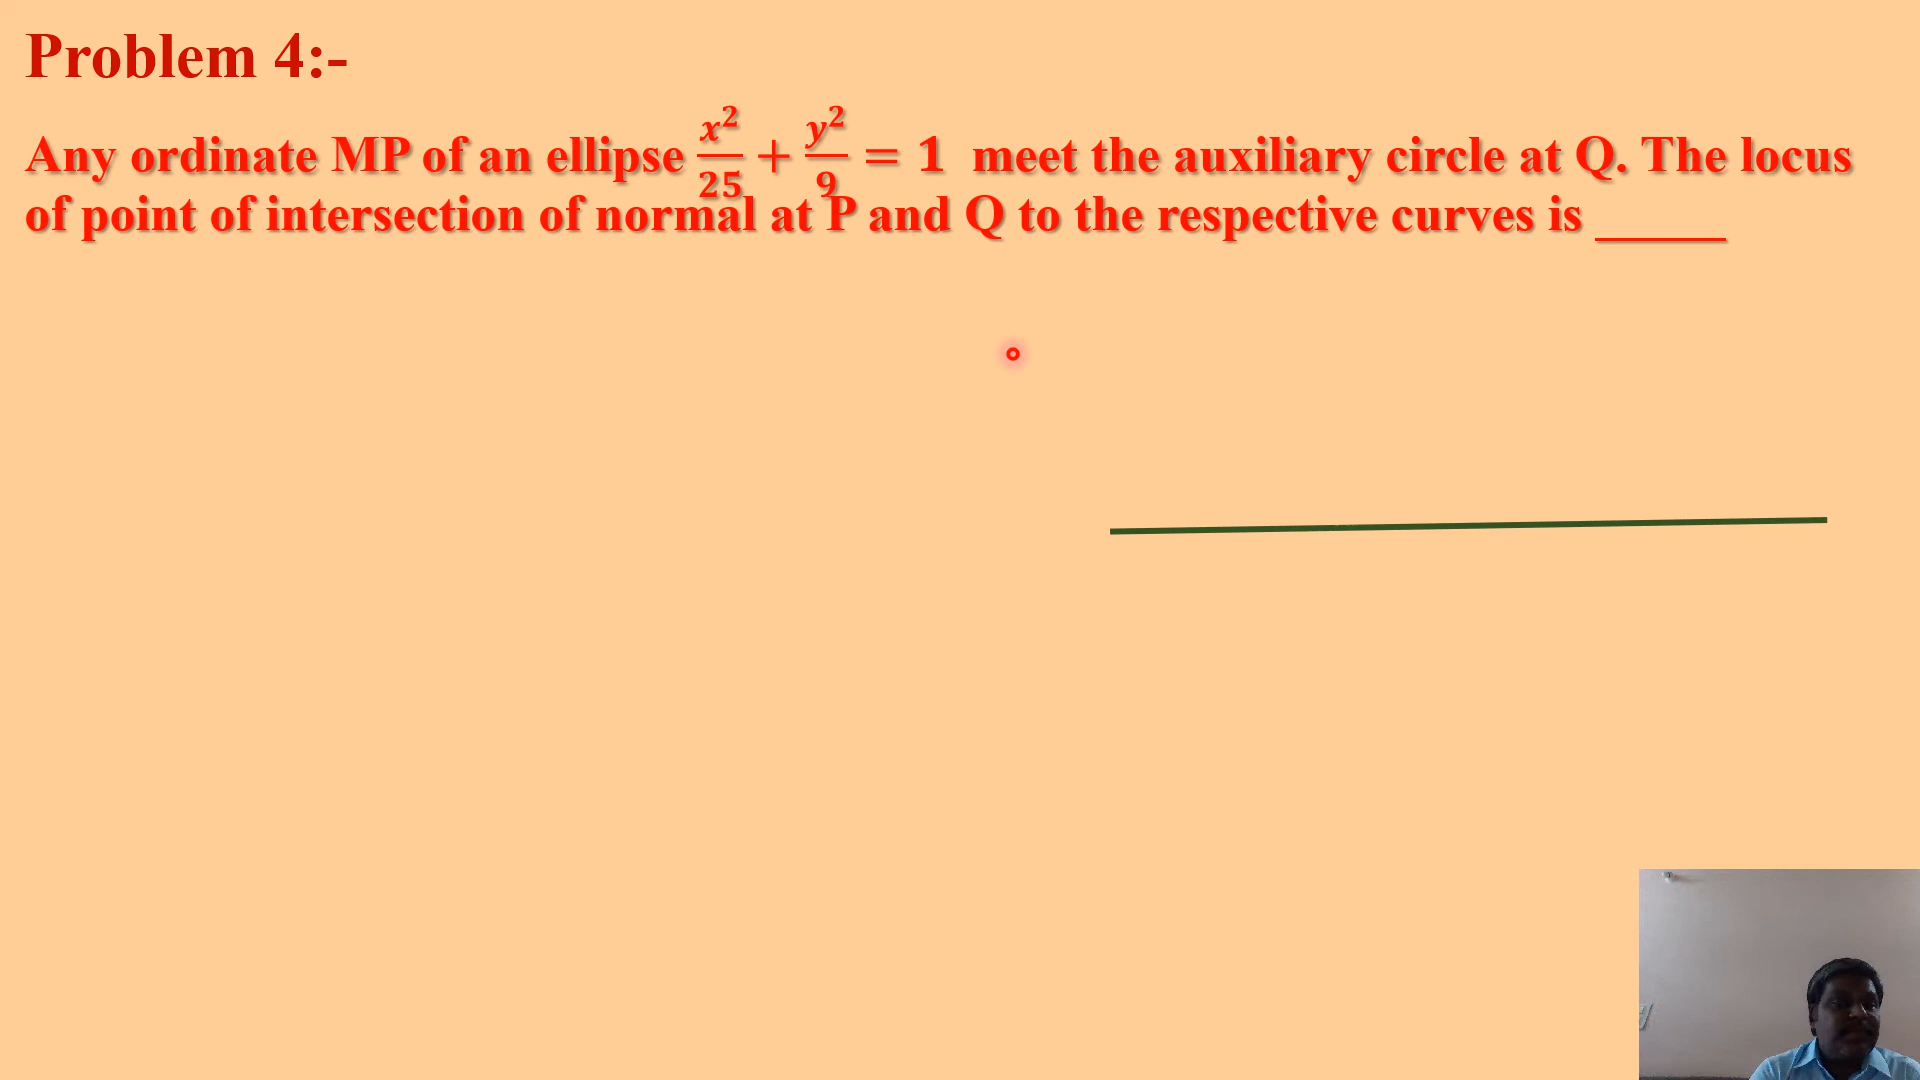 Problem 4:-
Any ordinate MP of an ellipse x²/25 + y²/9 = 1 meet the auxiliary circle at Q. The locus
of point of intersection of normal at P and Q to the respective curves is _____